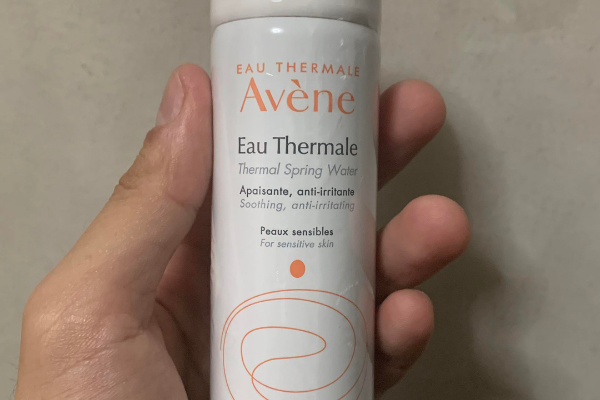 EAU THERMALE
Avène
Eau Thermale
Thermal Spring Water
Apaisante, anti-irritante
Soothing, anti-irritating
Peaux sensibles
For sensitive skin